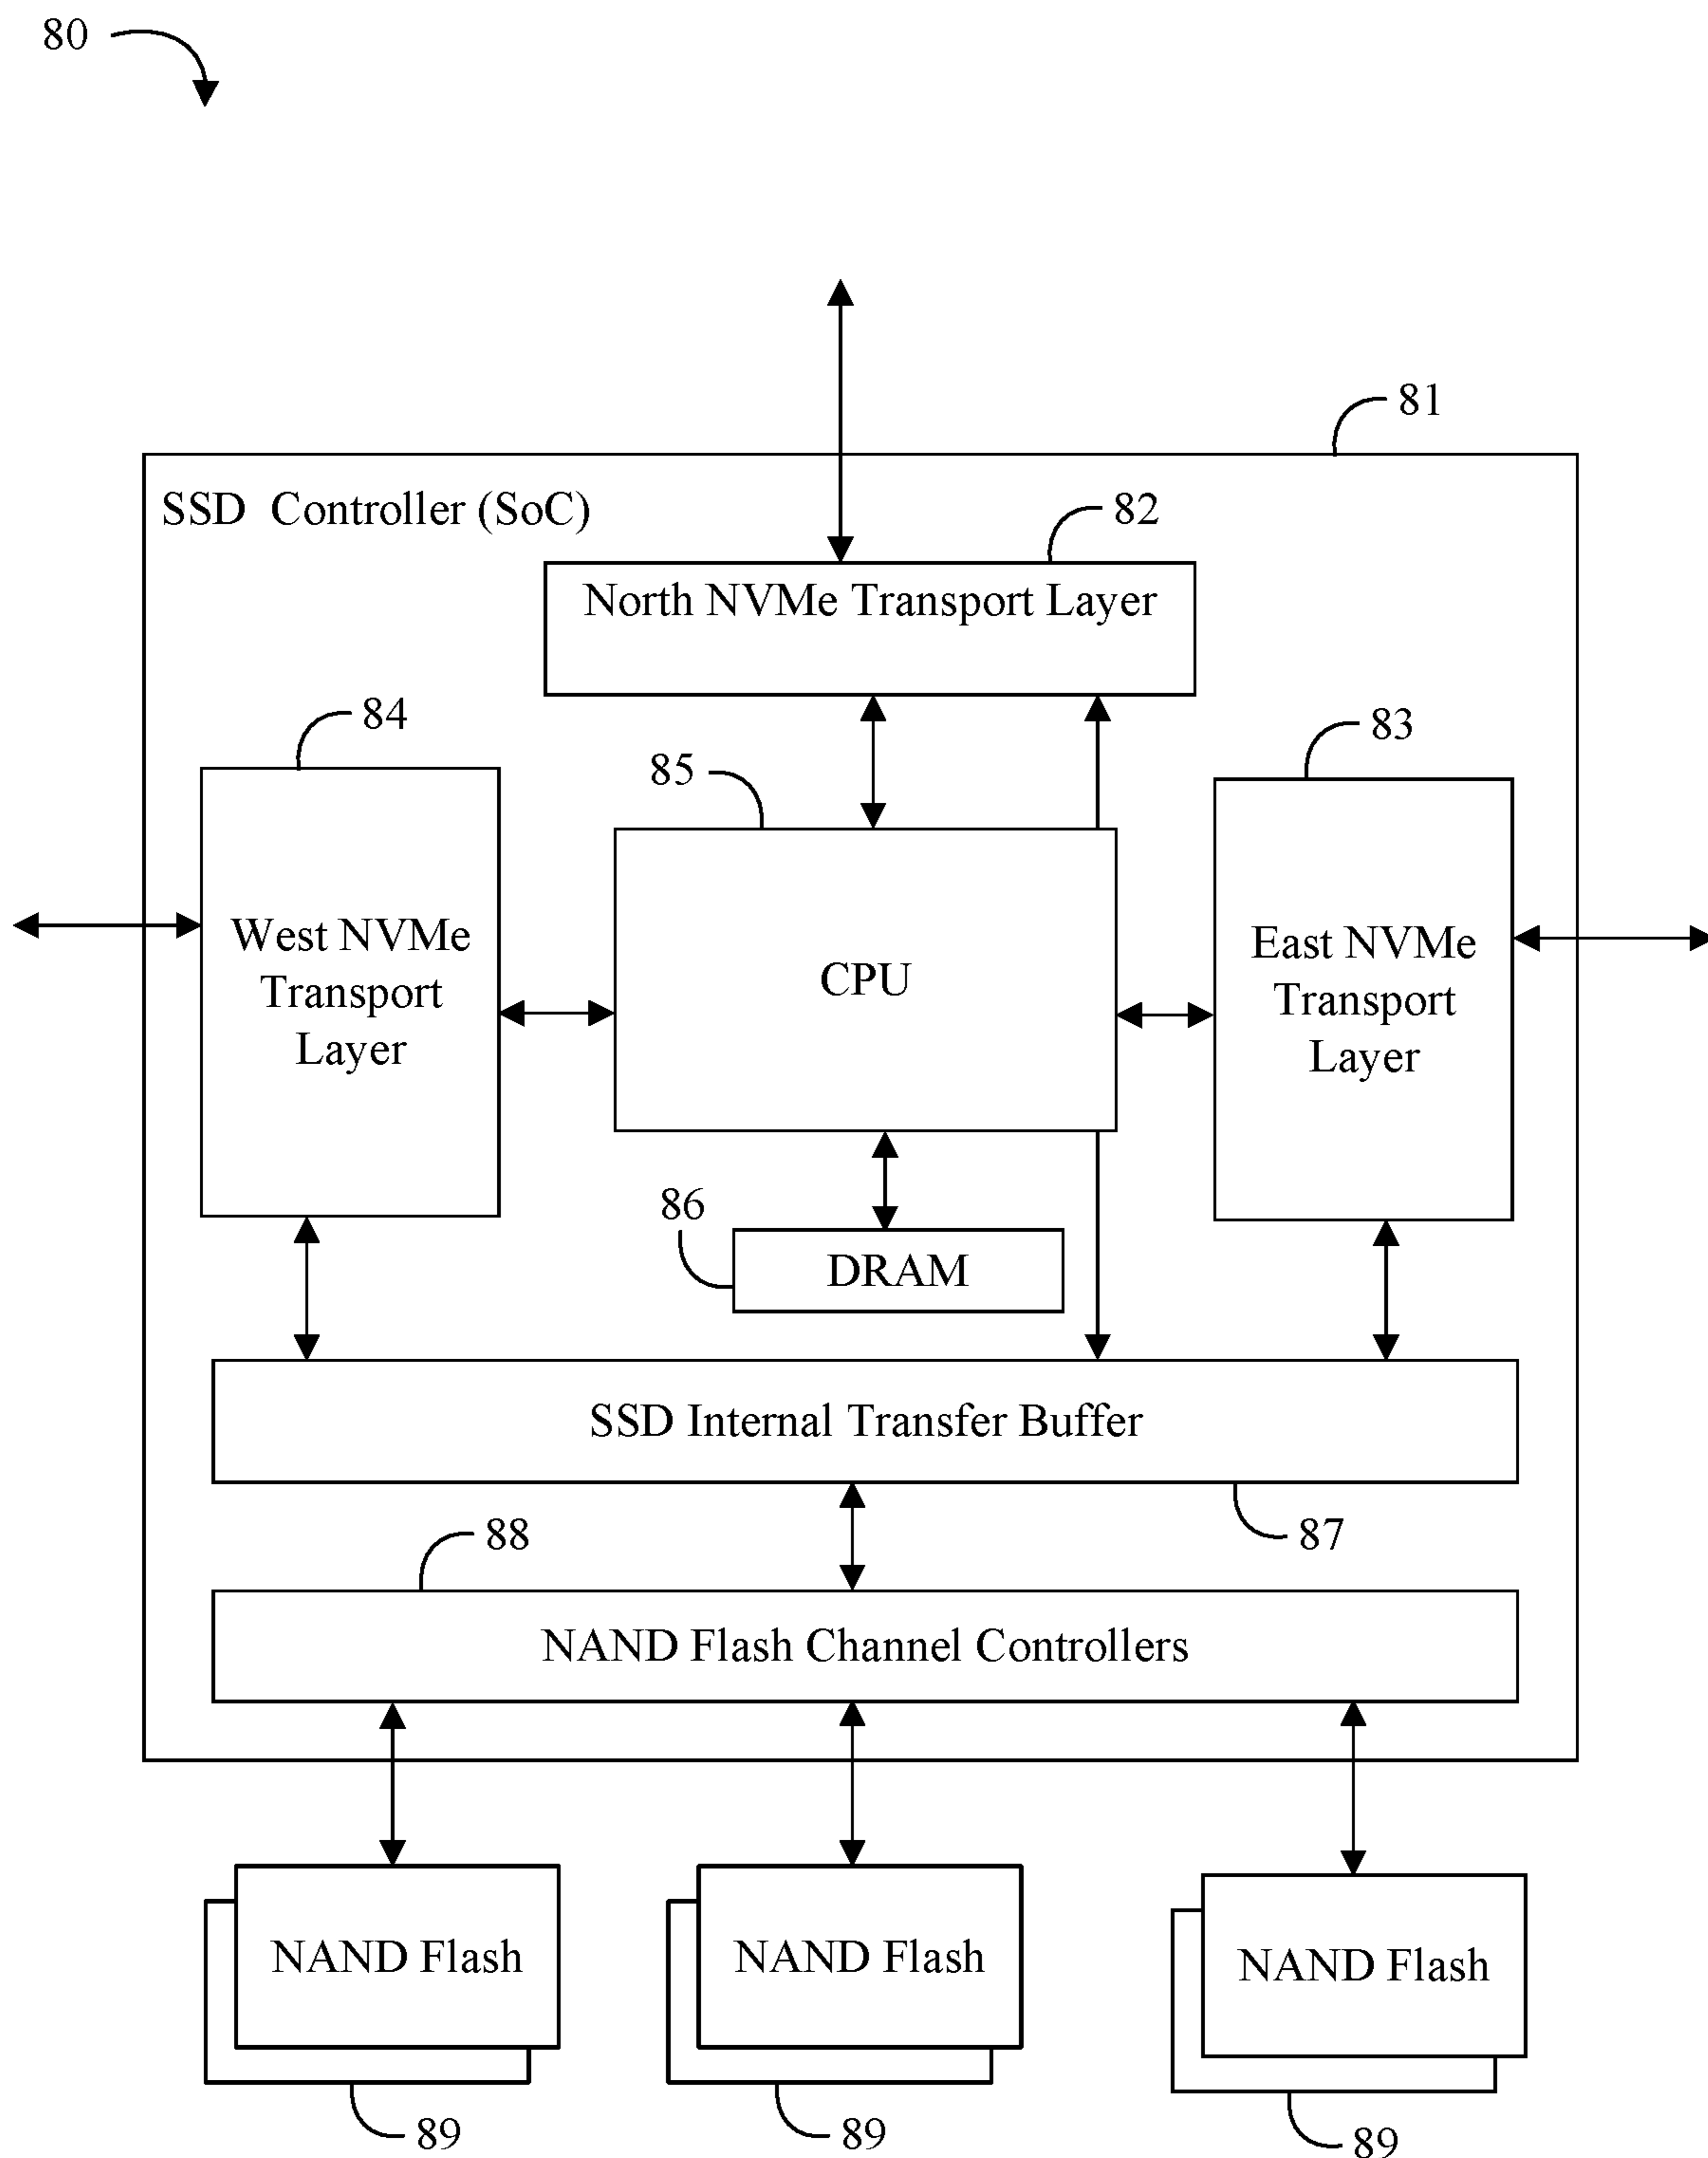 80
81
SSD Controller (SoC)
82
North NVMe Transport Layer
84
83
85
West NVMe
Transport
Layer
CPU
East NVMe
Transport
Layer
86
DRAM
SSD Internal Transfer Buffer
88
87
NAND Flash Channel Controllers
NAND Flash
NAND Flash
NAND Flash
89
89
89